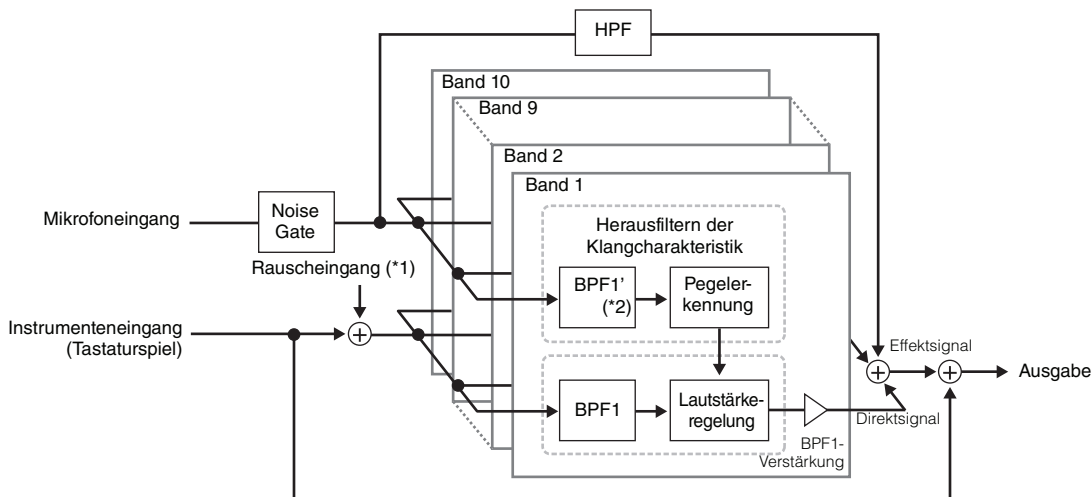 HPF
Band 10
Band 9
Band 2
Band 1
Mikrofoneingang
Noise
Gate
Herausfiltern der
Klangcharakteristik
Rauscheingang (*1)
BPF1’
(*2)
Pegeler-
kennung
Instrumenteneingang
(Tastaturspiel)
Effektsignal
Ausgabe
BPF1
Lautstärke-
regelung
Direktsignal
BPF1-
Verstärkung